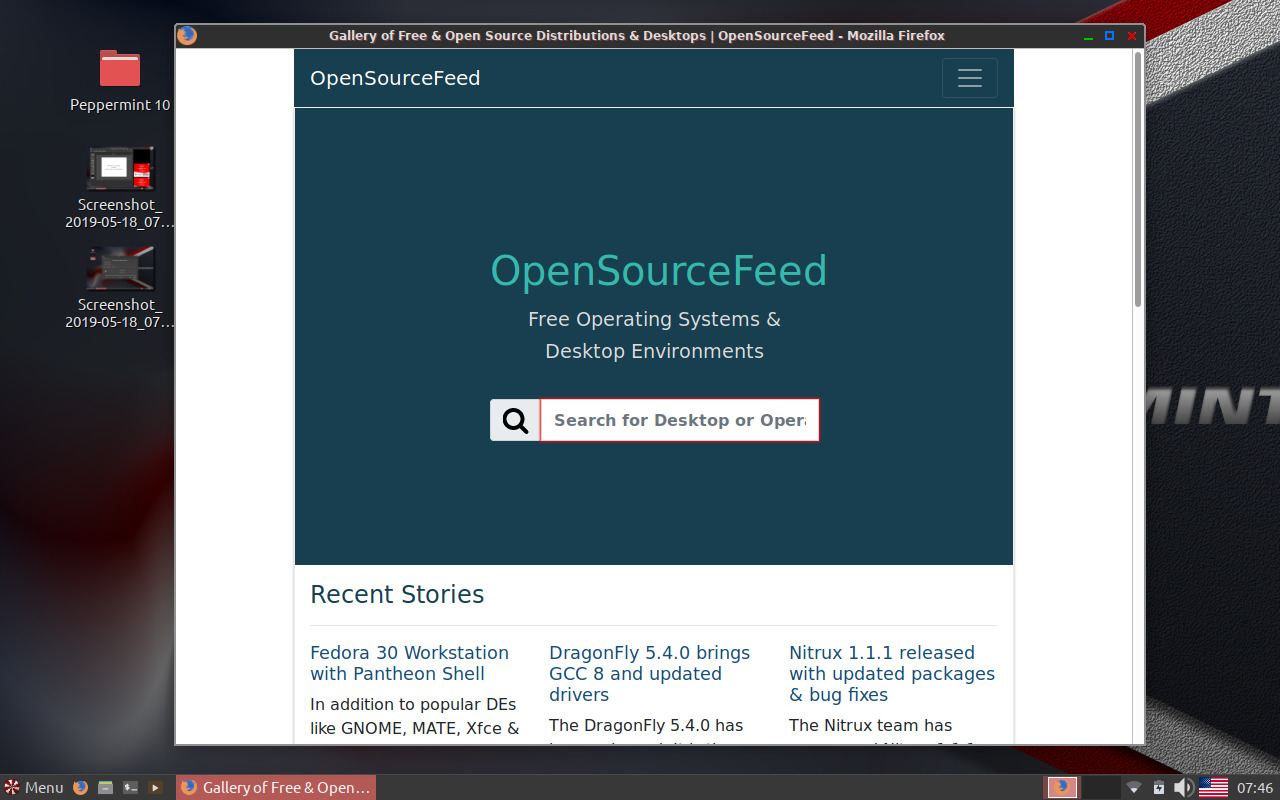 Gallery of Free & Open Source Distributions & Desktops | OpenSourceFeed - Mozilla Firefox
Peppermint 10
Screenshot_
2019-05-18_07...
Screenshot_
2019-05-18_07...
OpenSourceFeed
OpenSourceFeed
Free Operating Systems &
Desktop Environments
Search for Desktop or Opera
MINT
Recent Stories
Fedora 30 Workstation
with Pantheon Shell
In addition to popular DEs
like GNOME, MATE, Xfce &
DragonFly 5.4.0 brings
GCC 8 and updated
drivers
The DragonFly 5.4.0 has
Nitrux 1.1.1 released
with updated packages
& bug fixes
The Nitrux team has
Menu
Gallery of Free & Open...
07:46